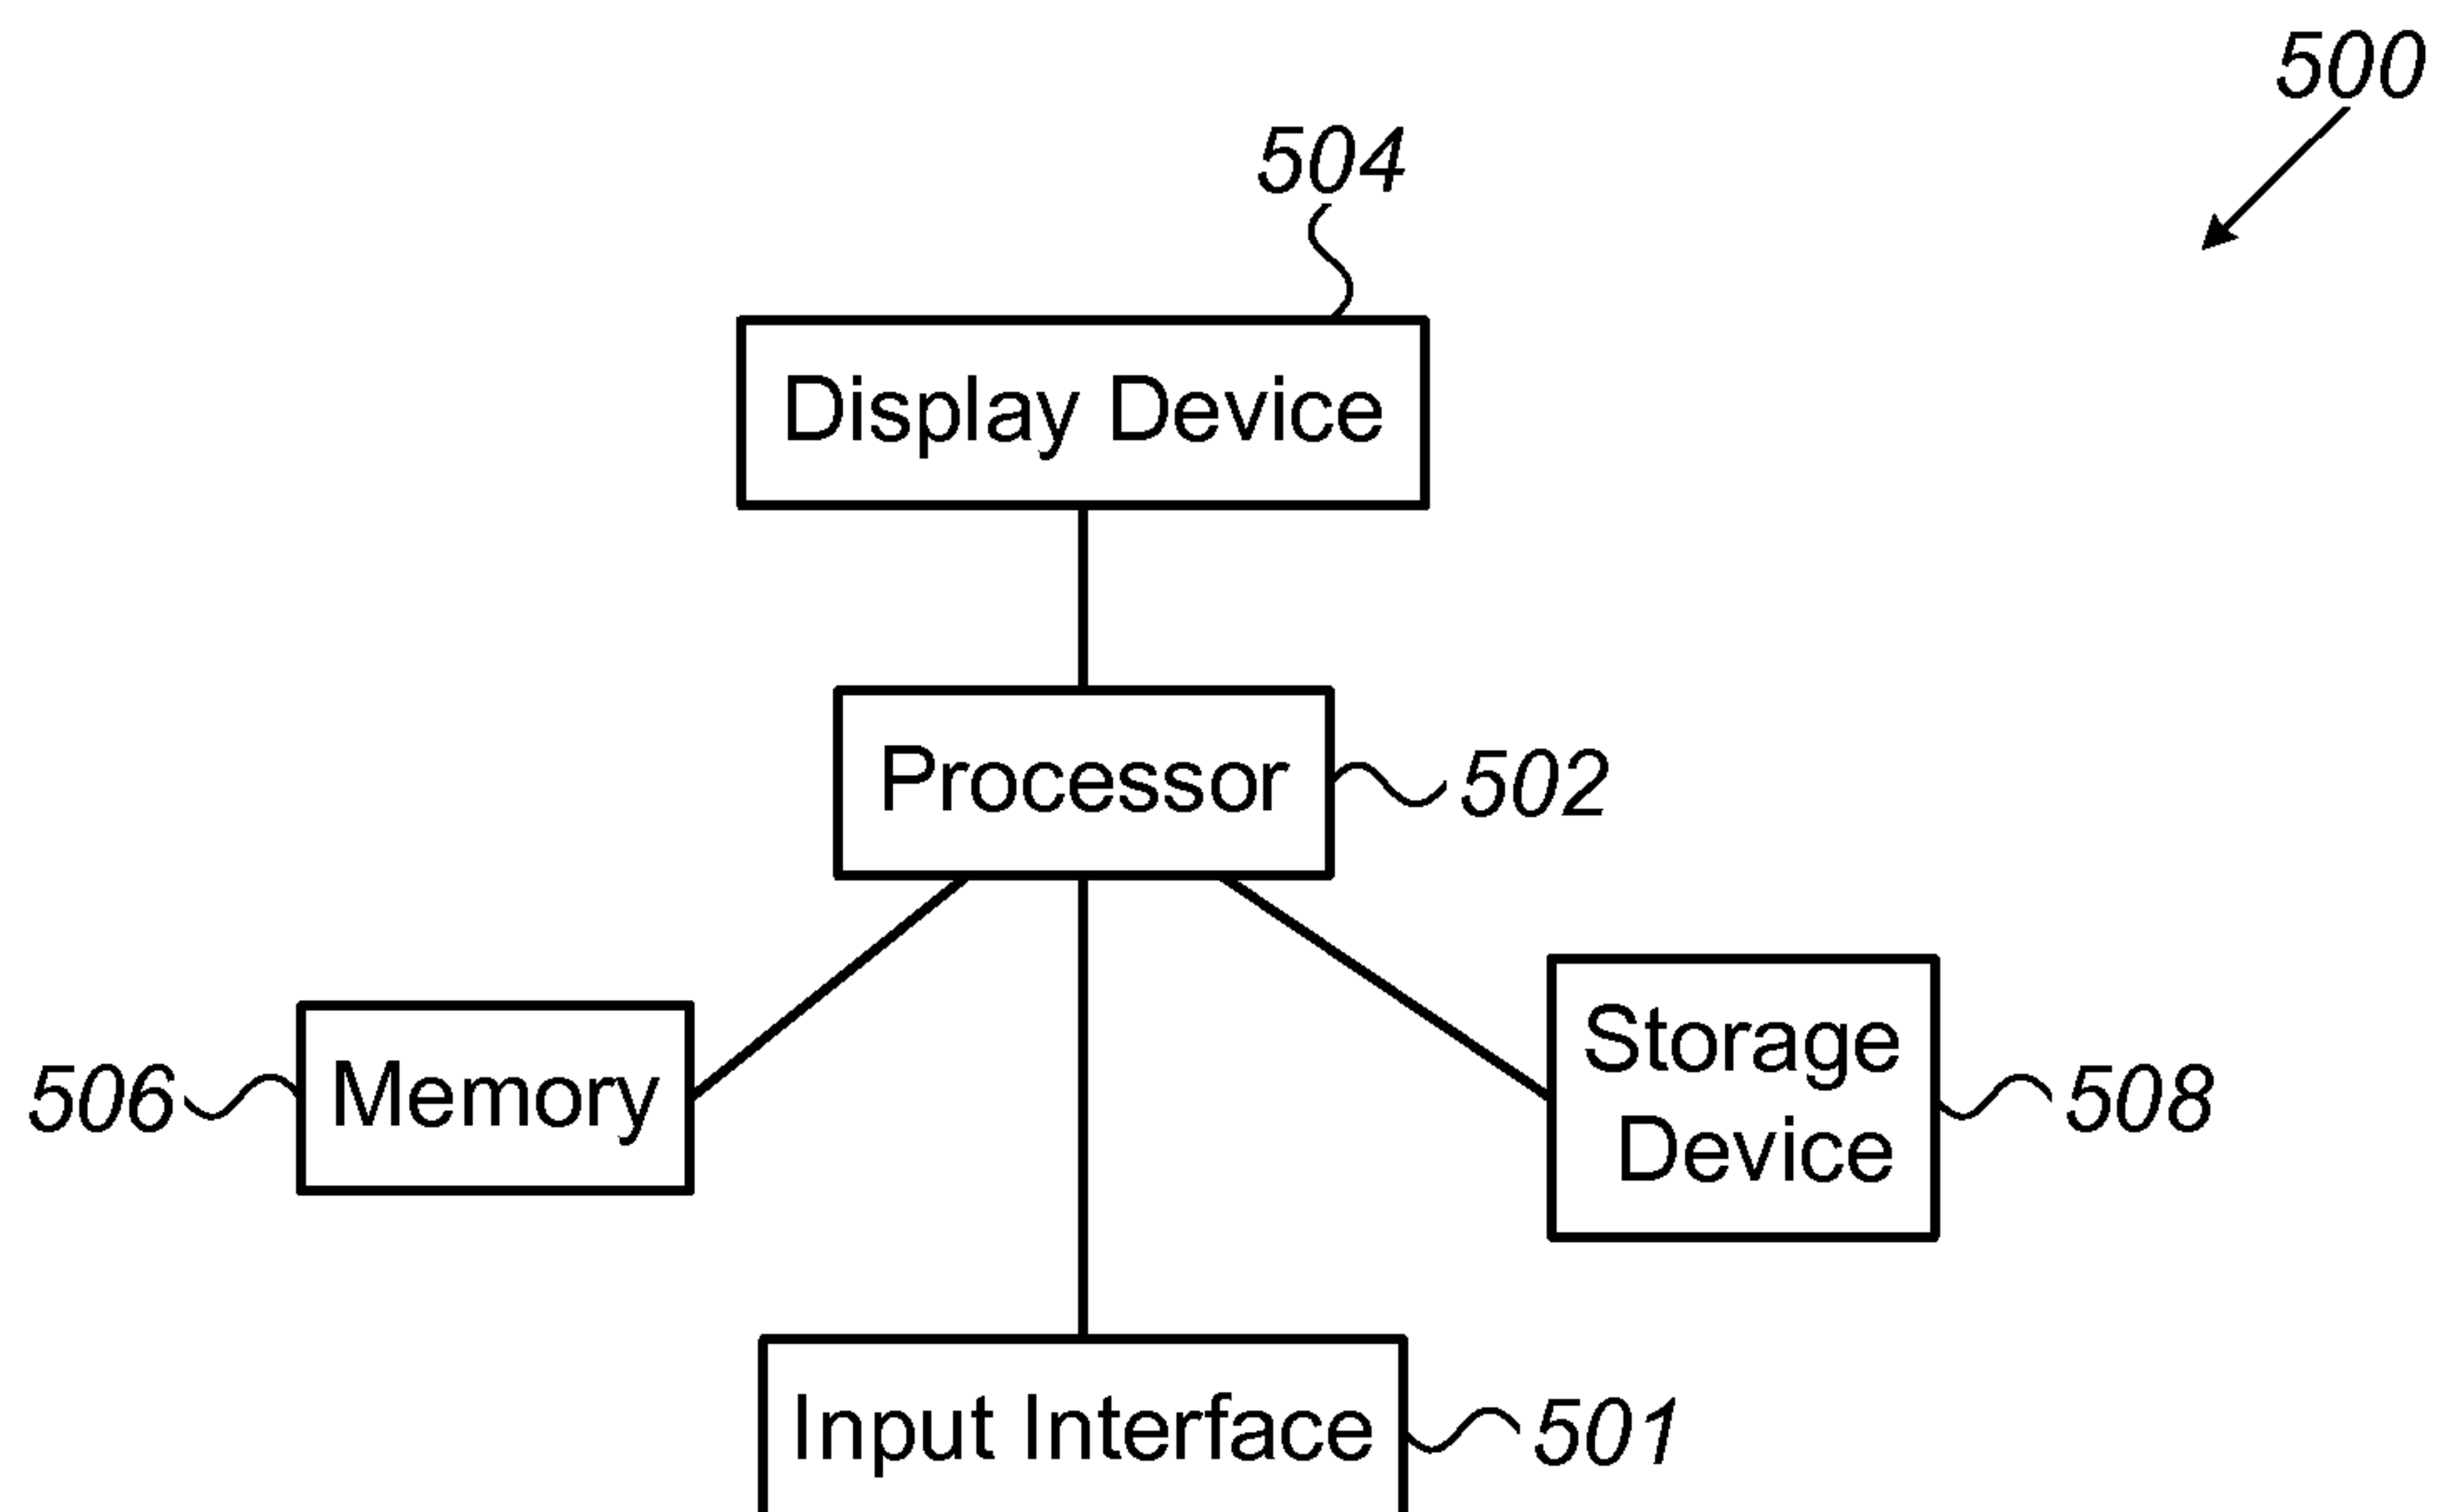 500
504
Display Device
Processor
502
506
Memory
Storage
Device
508
Input Interface
501